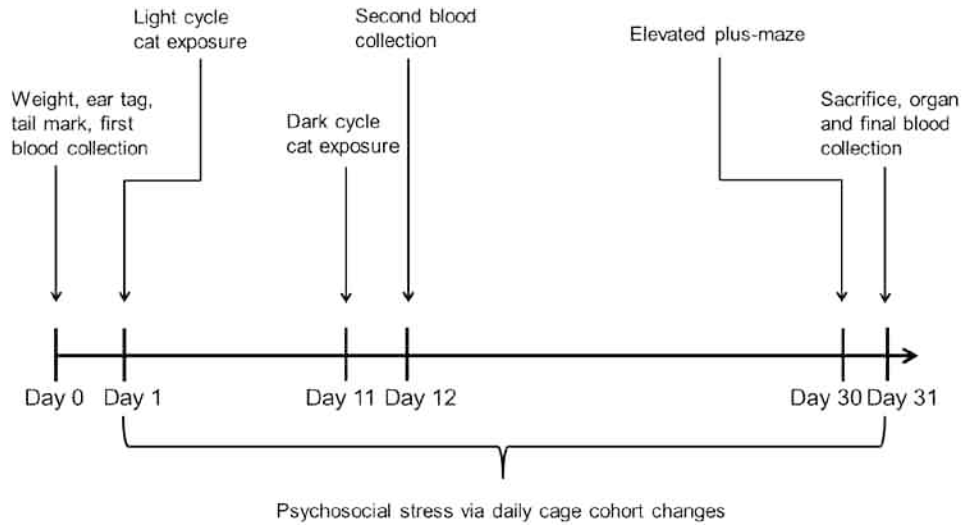 Light cycle
cat exposure
Second blood
collection
Elevated plus-maze
Weight, ear tag,
tail mark, first
blood collection
Dark cycle
cat exposure
Sacrifice, organ
and final blood
collection
Day 0
Day 1
Day 11
Day 12
Day 30
Day 31
Psychosocial stress via daily cage cohort changes